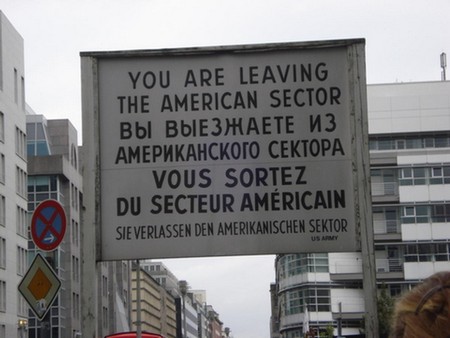 YOU ARE LEAVING
THE AMERICAN SECTOR
ВЫ ВЫЕЗЖАЕТЕ ИЗ
АМЕРИКАНСКОГО СЕКТОРА
VOUS SORTEZ
DU SECTEUR AMÉRICAIN
SIE VERLASSEN DEN AMERIKANISCHEN SEKTOR
US ARMY